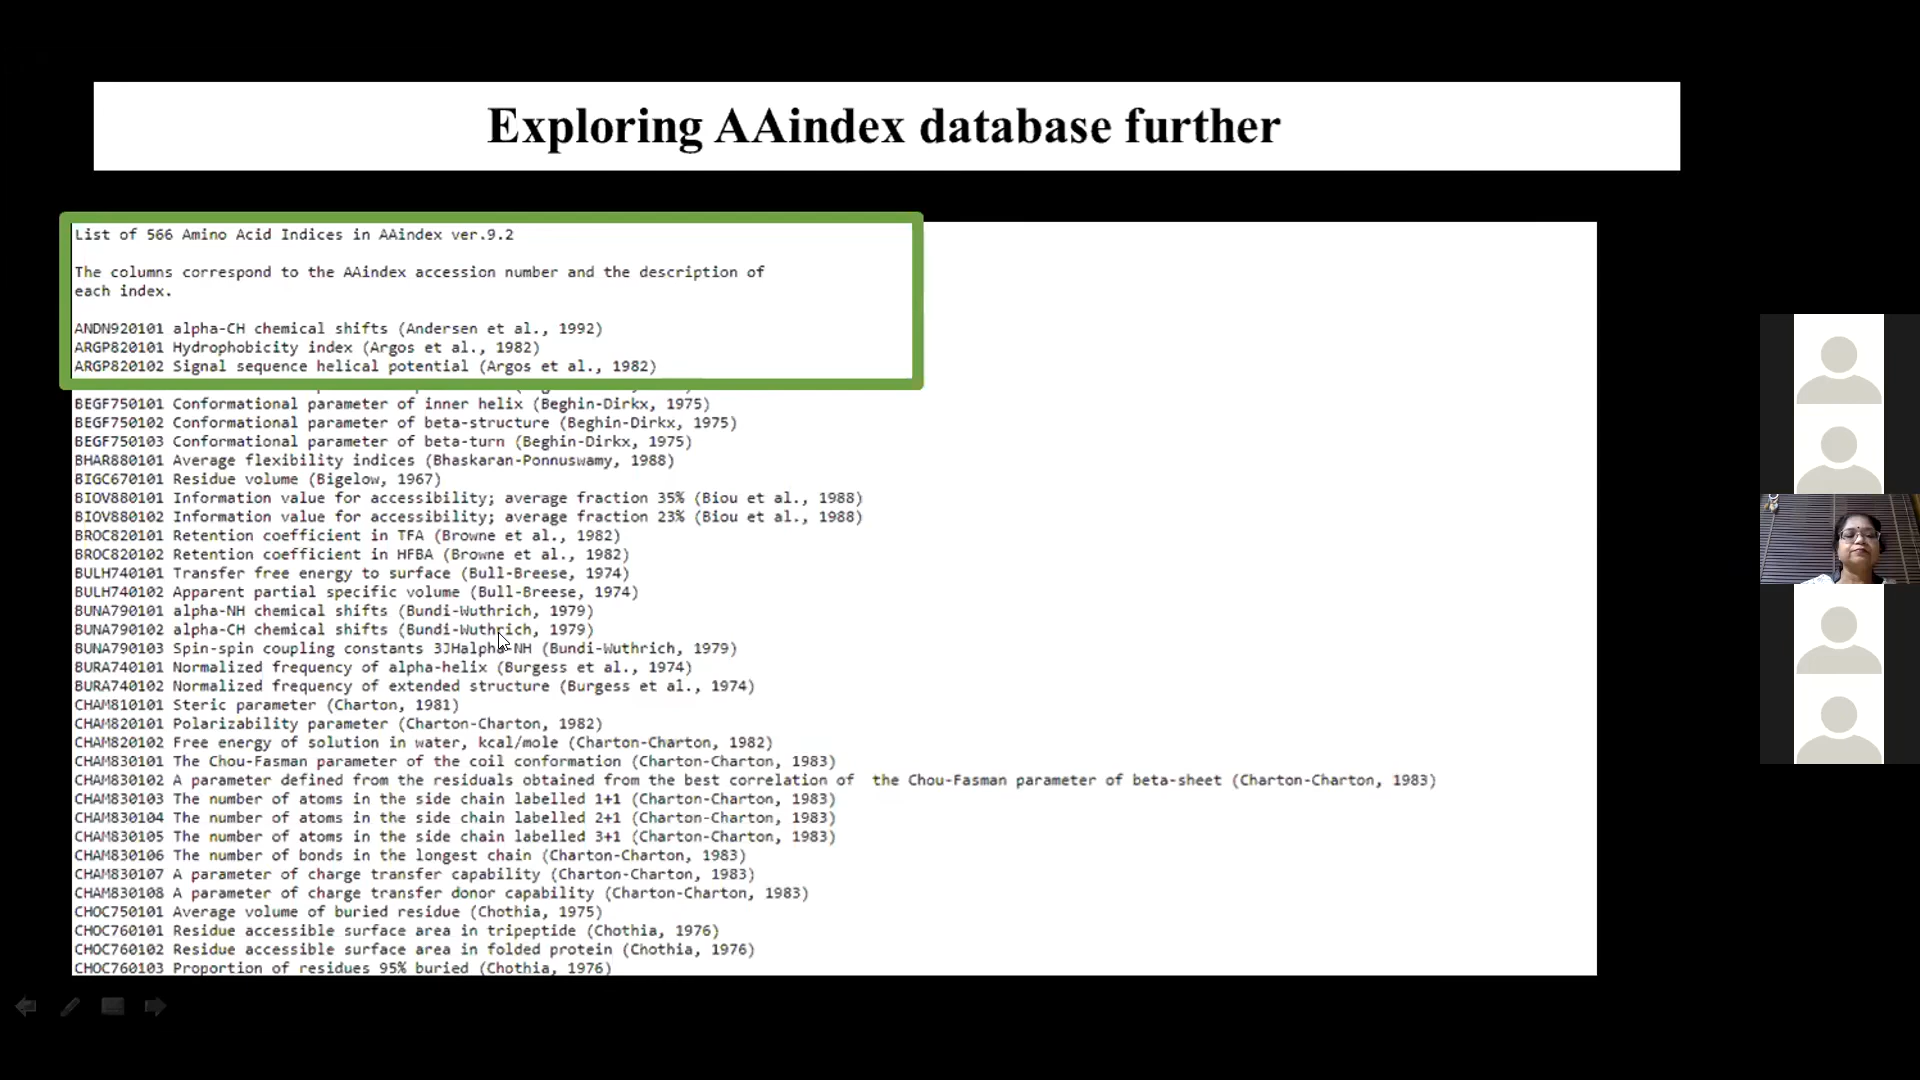 Exploring AAindex database further
List of 566 Amino Acid Indices in AAindex ver.9.2
The columns correspond to the AAindex accession number and the description of
each index.
ANDN920101 alpha-CH chemical shifts (Andersen et al., 1992)
ARGP820101 Hydrophobicity index (Argos et al., 1982)
ARGP820102 Signal sequence helical potential (Argos et al., 1982)
BEGF750101 Conformational parameter of inner helix (Beghin-Dirkx, 1975)
BEGF750102 Conformational parameter of beta-structure (Beghin-Dirkx, 1975)
BEGF750103 Conformational parameter of beta-turn (Beghin-Dirkx, 1975)
BHAR880101 Average flexibility indices (Bhaskaran-Ponnuswamy, 1988)
BIGC670101 Residue volume (Bigelow, 1967)
BIOV880101 Information value for accessibility; average fraction 35% (Biou et al., 1988)
BIOV880102 Information value for accessibility; average fraction 23% (Biou et al., 1988)
BROC820101 Retention coefficient in TFA (Browne et al., 1982)
BROC820102 Retention coefficient in HFBA (Browne et al., 1982)
BULH740101 Transfer free energy to surface (Bull-Breese, 1974)
BULH740102 Apparent partial specific volume (Bull-Breese, 1974)
BUNA790101 alpha-NH chemical shifts (Bundi-Wuthrich, 1979)
BUNA790102 alpha-CH chemical shifts (Bundi-Wuthrich, 1979)
BUNA790103 Spin-spin coupling constants 3JHalpha-NH (Bundi-Wuthrich, 1979)
BURA740101 Normalized frequency of alpha-helix (Burgess et al., 1974)
BURA740102 Normalized frequency of extended structure (Burgess et al., 1974)
CHAM810101 Steric parameter (Charton, 1981)
CHAM820101 Polarizability parameter (Charton-Charton, 1982)
CHAM820102 Free energy of solution in water, kcal/mole (Charton-Charton, 1982)
CHAM830101 The Chou-Fasman parameter of the coil conformation (Charton-Charton, 1983)
CHAM830102 A parameter defined from the residuals obtained from the best correlation of the Chou-Fasman parameter of beta-sheet (Charton-Charton, 1983)
CHAM830103 The number of atoms in the side chain labelled 1+1 (Charton-Charton, 1983)
CHAM830104 The number of atoms in the side chain labelled 2+1 (Charton-Charton, 1983)
CHAM830105 The number of atoms in the side chain labelled 3+1 (Charton-Charton, 1983)
CHAM830106 The number of bonds in the longest chain (Charton-Charton, 1983)
CHAM830107 A parameter of charge transfer capability (Charton-Charton, 1983)
CHAM830108 A parameter of charge transfer donor capability (Charton-Charton, 1983)
CHOC750101 Average volume of buried residue (Chothia, 1975)
CHOC760101 Residue accessible surface area in tripeptide (Chothia, 1976)
CHOC760102 Residue accessible surface area in folded protein (Chothia, 1976)
CHOC760103 Proportion of residues 95% buried (Chothia, 1976)